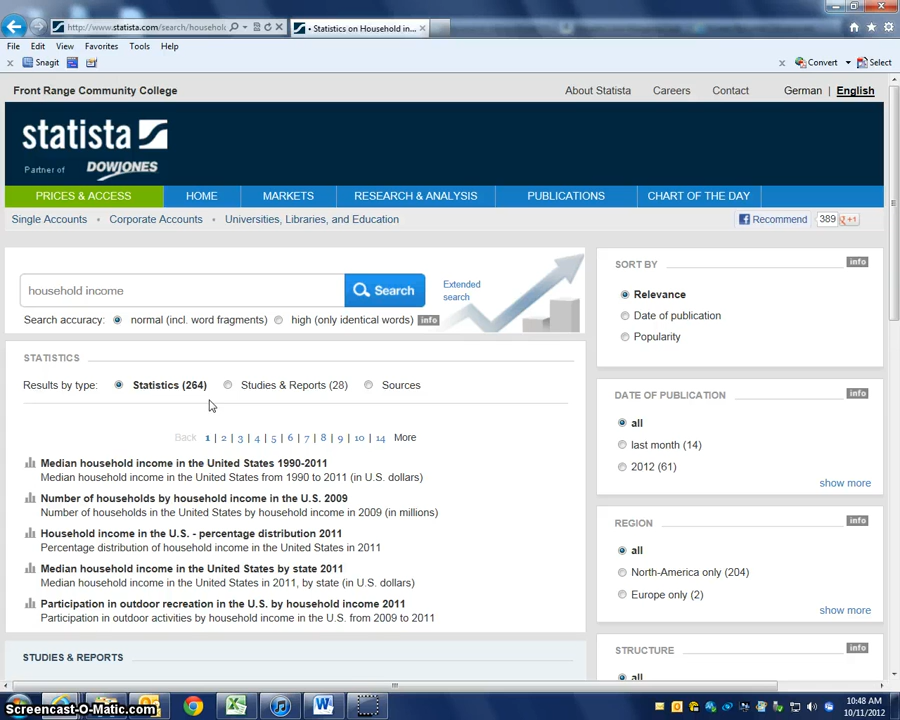 http://www.statista.com/search/househol
• Statistics on Household in...
File Edit View Favorites Tools Help
Snagit
Convert Select
Front Range Community College
About Statista Careers Contact German | English
statista
Partner of DOWJONES
PRICES & ACCESS HOME MARKETS RESEARCH & ANALYSIS PUBLICATIONS CHART OF THE DAY
Single Accounts • Corporate Accounts • Universities, Libraries, and Education
Recommend 389 +1
household income
Search
Extended
search
Search accuracy: normal (incl. word fragments) high (only identical words) info
STATISTICS
Results by type: Statistics (264) Studies & Reports (28) Sources
Back 1 | 2 | 3 | 4 | 5 | 6 | 7 | 8 | 9 | 10 | 14 More
Median household income in the United States 1990-2011
Median household income in the United States from 1990 to 2011 (in U.S. dollars)
Number of households by household income in the U.S. 2009
Number of households in the United States by household income in 2009 (in millions)
Household income in the U.S. - percentage distribution 2011
Percentage distribution of household income in the United States in 2011
Median household income in the United States by state 2011
Median household income in the United States in 2011, by state (in U.S. dollars)
Participation in outdoor recreation in the U.S. by household income 2011
Participation in outdoor activities by household income in the U.S. from 2009 to 2011
STUDIES & REPORTS
SORT BY info
Relevance
Date of publication
Popularity
DATE OF PUBLICATION info
all
last month (14)
2012 (61)
show more
REGION info
all
North-America only (204)
Europe only (2)
show more
STRUCTURE info
all
Screencast-O-Matic.com
10:48 AM
10/11/2012